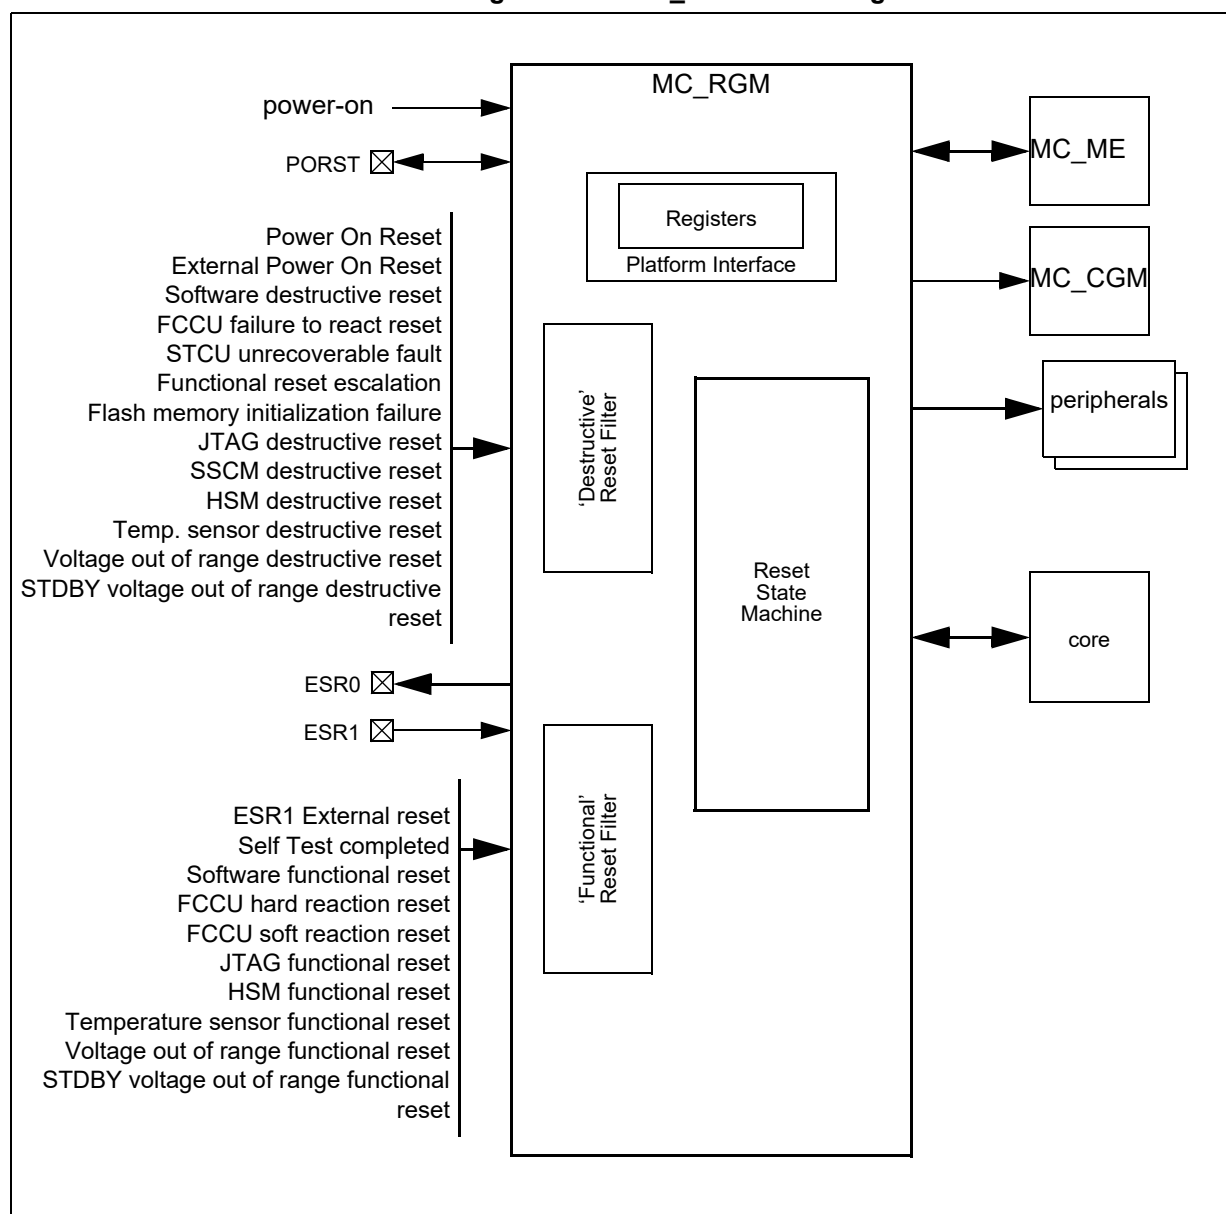 MC_RGM
power-on
PORST
Power On Reset
External Power On Reset
Software destructive reset
FCCU failure to react reset
STCU unrecoverable fault
Functional reset escalation
Flash memory initialization failure
JTAG destructive reset
SSCM destructive reset
HSM destructive reset
Temp. sensor destructive reset
Voltage out of range destructive reset
STDBY voltage out of range destructive
reset
ESR0
ESR1
ESR1 External reset
Self Test completed
Software functional reset
FCCU hard reaction reset
FCCU soft reaction reset
JTAG functional reset
HSM functional reset
Temperature sensor functional reset
Voltage out of range functional reset
STDBY voltage out of range functional
reset
Registers
Platform Interface
‘Destructive’
Reset Filter
Reset
State
Machine
‘Functional’
Reset Filter
MC_ME
MC_CGM
peripherals
core